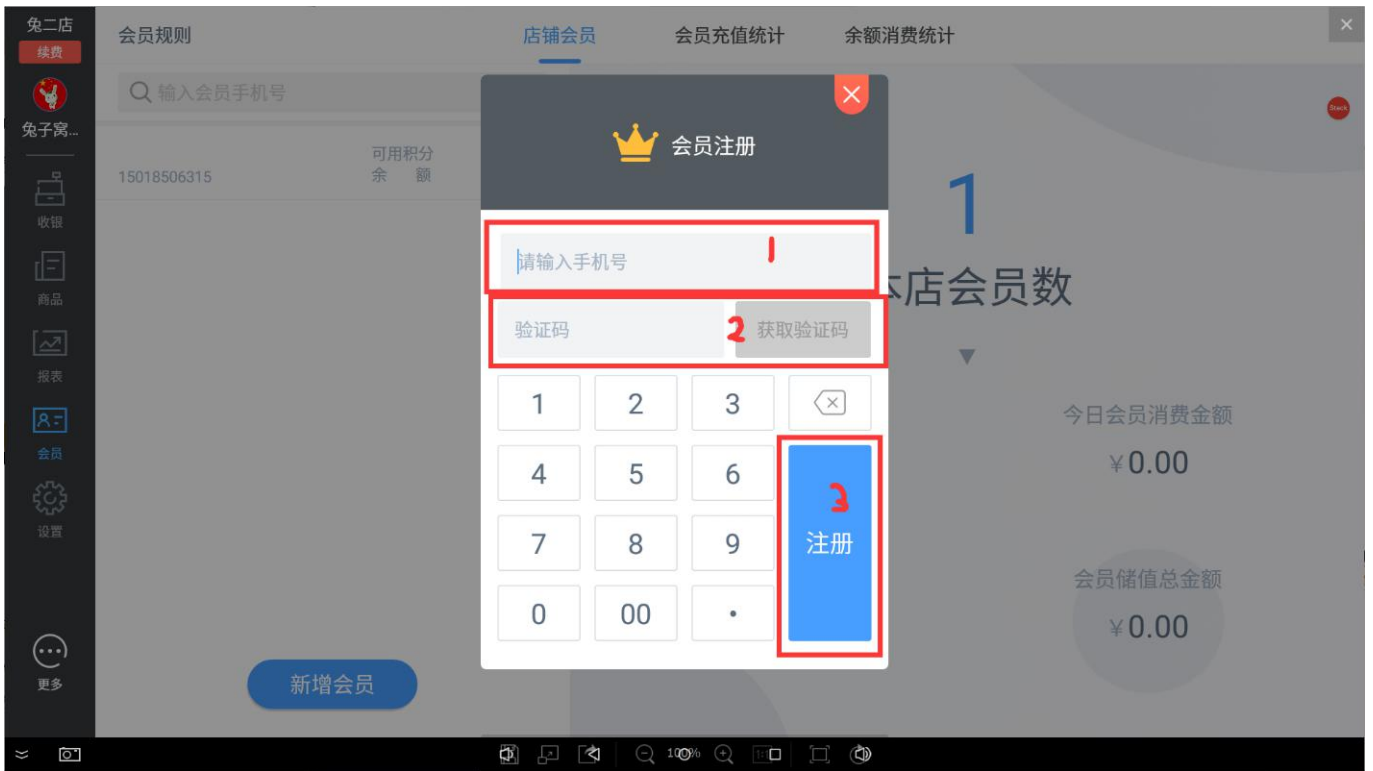 兔二店
续费
兔子窝...
收银
商品
报表
会员
设置
更多
会员规则
店铺会员
会员充值统计
余额消费统计
输入会员手机号
15018506315
可用积分
余 额
新增会员
会员注册
请输入手机号
1
验证码
2
获取验证码
1
2
3
4
5
6
7
8
9
0
00
.
3
注册
1
店会员数
今日会员消费金额
¥0.00
会员储值总金额
¥0.00
100%
1:1